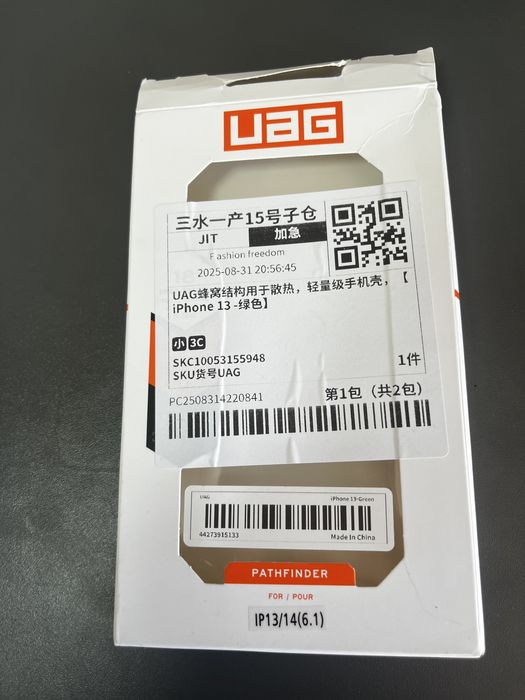 UAG
三水一产15号子仓
JIT 加急
Fashion freedom
2025-08-31 20:56:45
UAG蜂窝结构用于散热，轻量级手机壳，【
iPhone 13 -绿色】
小 3C
SKC10053155948
SKU货号UAG 1件
PC2508314220841 第1包（共2包）
UAG iPhone 13-Green
44273915133 Made In China
PATHFINDER
FOR / POUR
IP13/14(6.1)